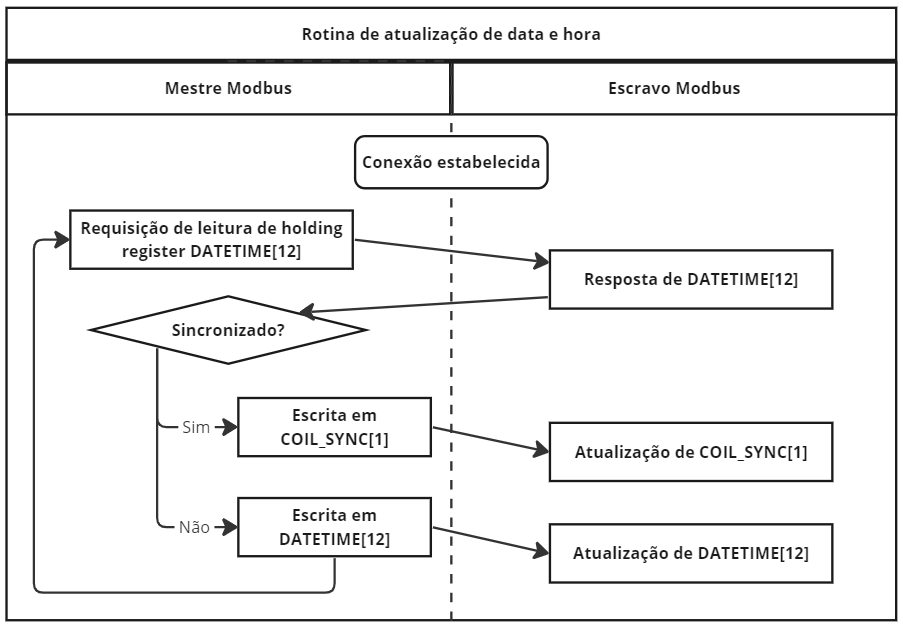 Rotina de atualização de data e hora
Mestre Modbus
Escravo Modbus
Conexão estabelecida
Requisição de leitura de holding
register DATETIME[12]
Resposta de DATETIME[12]
Sincronizado?
Sim
Escrita em
COIL_SYNC[1]
Atualização de COIL_SYNC[1]
Não
Escrita em
DATETIME[12]
Atualização de DATETIME[12]